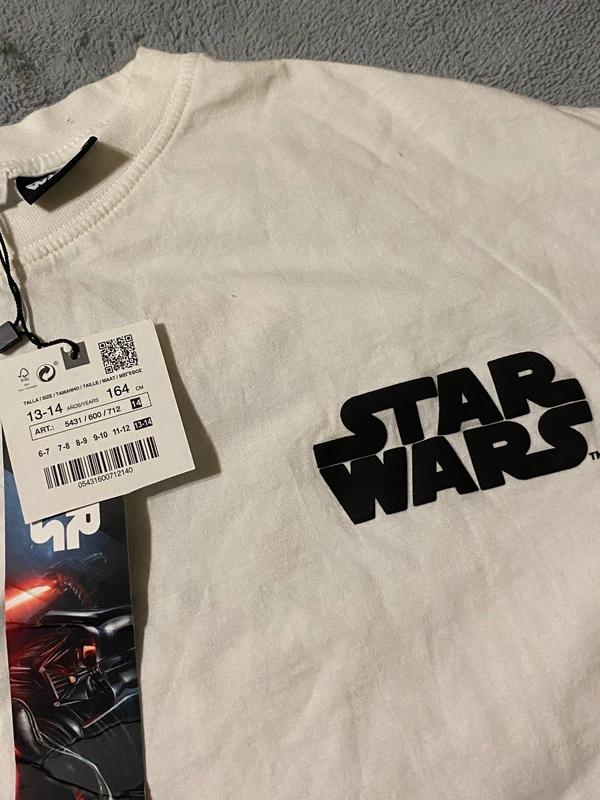 TALLA / SIZE / TAMANHO / TAILLE / MAAT / ΜΕΓΕΘΟΣ
13-14 AÑOS/YEARS 164 CM
ART.: 5431 / 600 / 712 14
6-7 7-8 8-9 9-10 11-12 13-14
05431600712140
STAR
WARS
TM